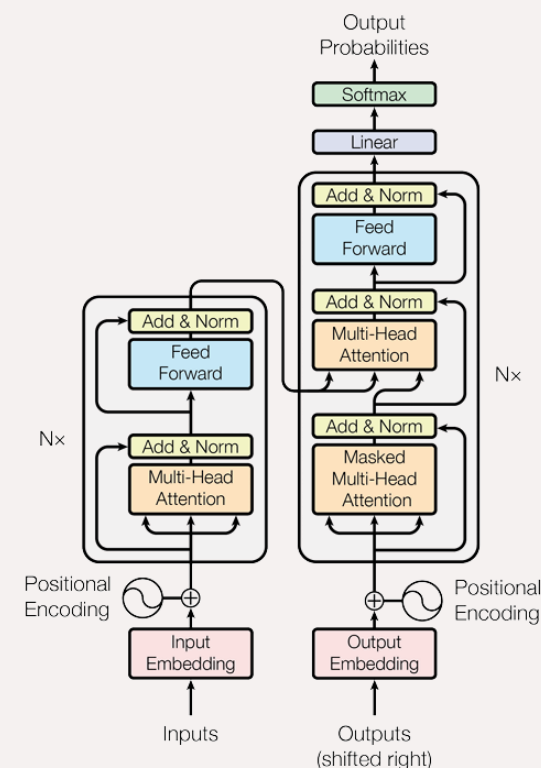 Output
Probabilities
Softmax
Linear
Add & Norm
Feed
Forward
Add & Norm
Multi-Head
Attention
Nx
Add & Norm
Masked
Multi-Head
Attention
Positional
Encoding
Output
Embedding
Outputs
(shifted right)
Add & Norm
Feed
Forward
Nx
Add & Norm
Multi-Head
Attention
Positional
Encoding
Input
Embedding
Inputs